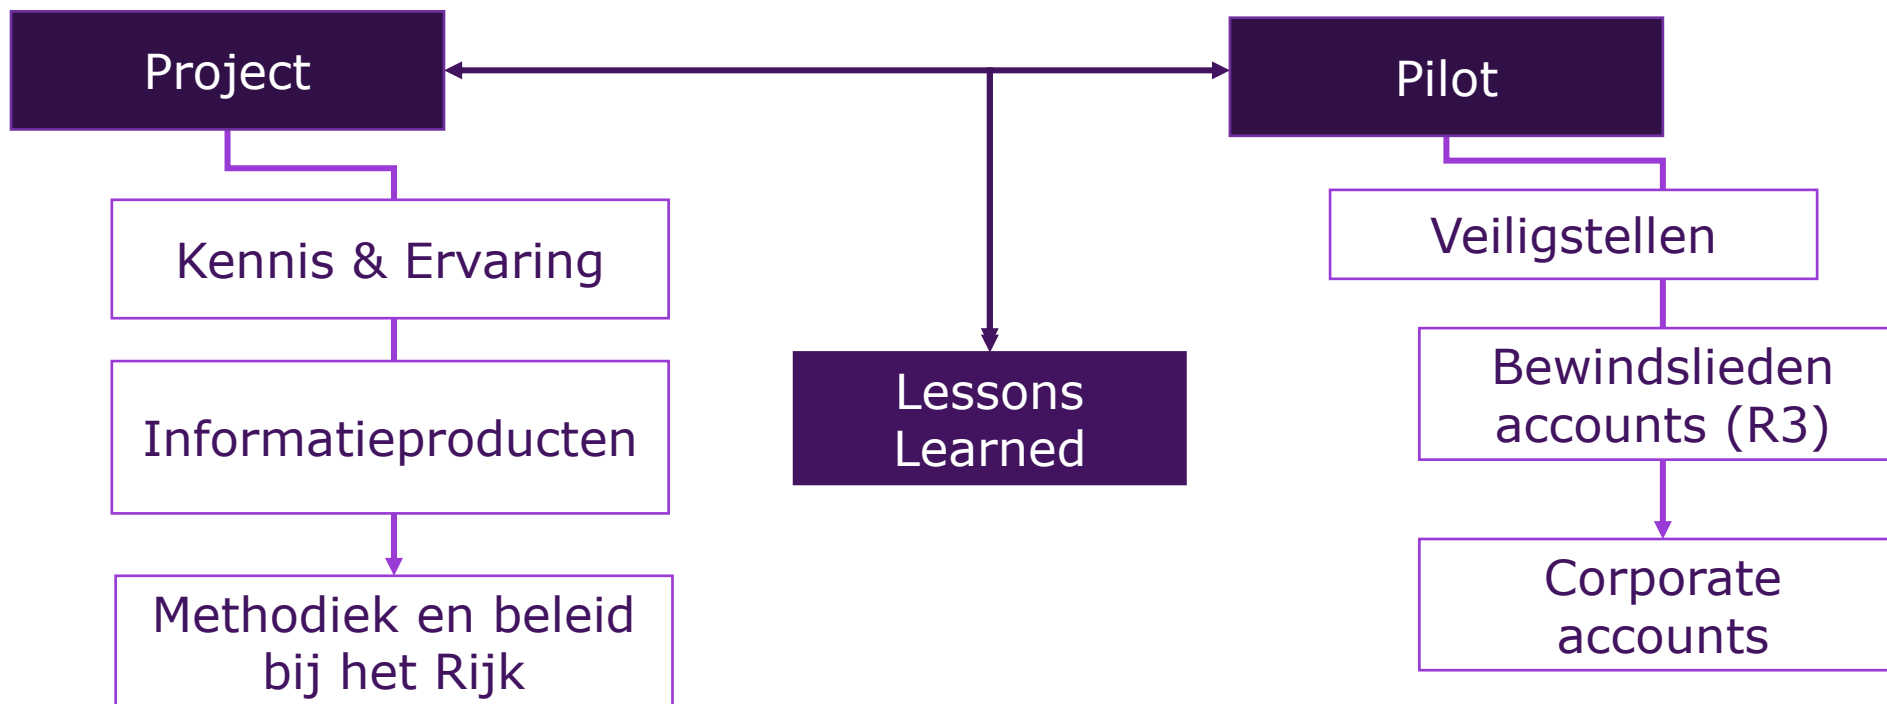 Project
Pilot
Kennis & Ervaring
Informatieproducten
Methodiek en beleid
bij het Rijk
Lessons
Learned
Veiligstellen
Bewindslieden
accounts (R3)
Corporate
accounts